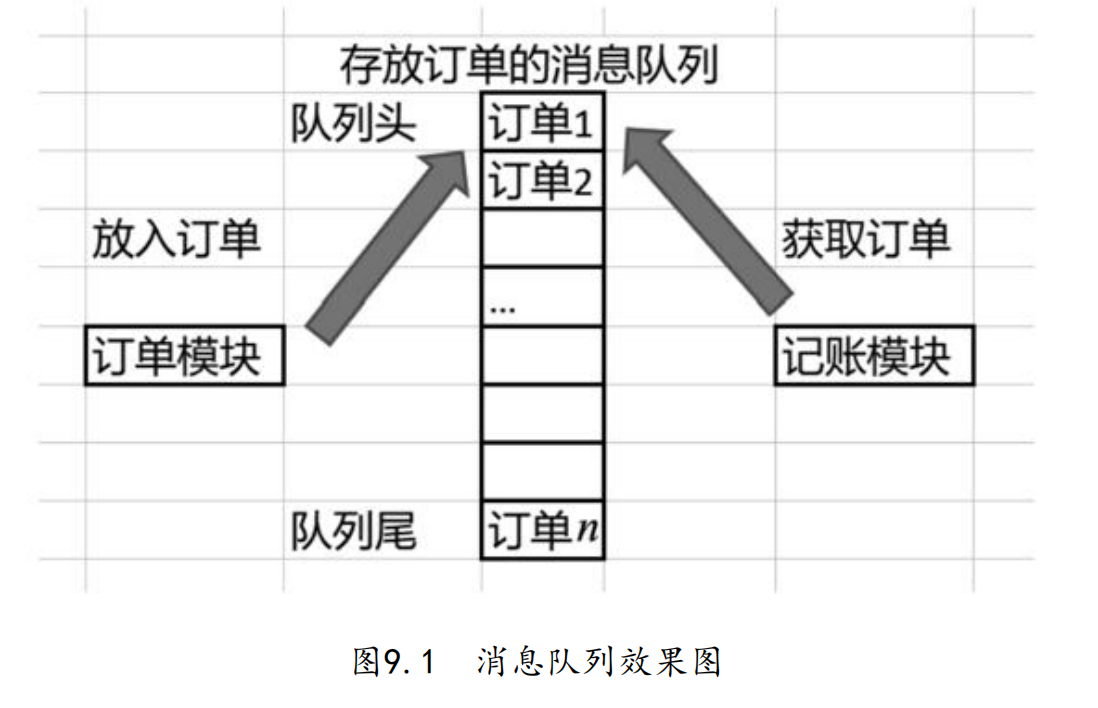 存放订单的消息队列
队列头 订单1
订单2
放入订单 获取订单
...
订单模块 记账模块
队列尾 订单n
图9.1 消息队列效果图